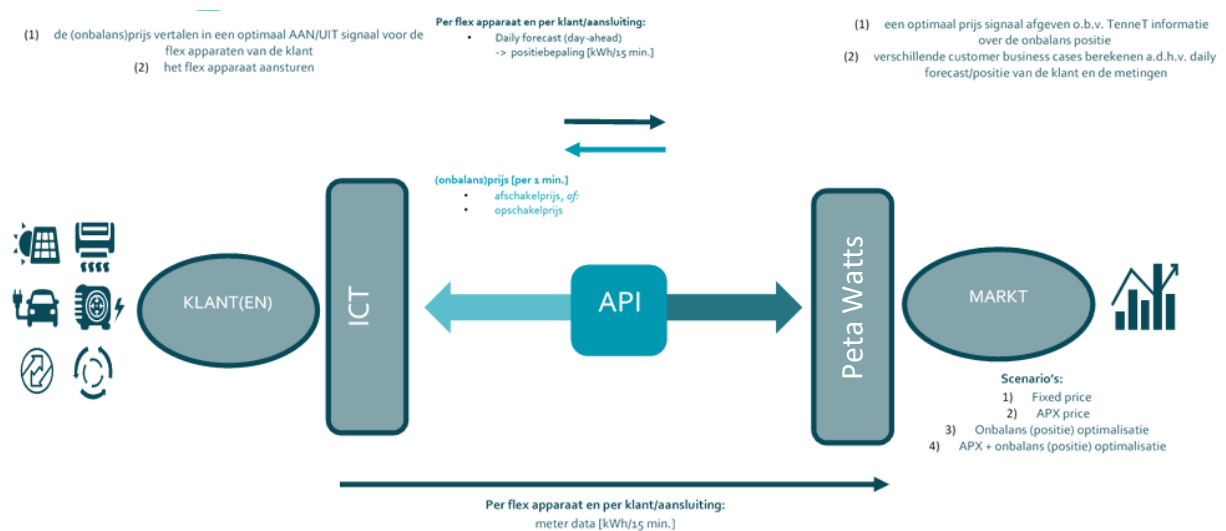 (1) de (onbalans)prijs vertalen in een optimaal AAN/UIT signaal voor de
flex apparaten van de klant
(2) het flex apparaat aansturen
Per flex apparaat en per klant/aansluiting:
• Daily forecast (day-ahead)
-> positiebepaling [kWh/15 min.]
(1) een optimaal prijs signaal afgeven o.b.v. TenneT informatie
over de onbalans positie
(2) verschillende customer business cases berekenen a.d.h.v. daily
forecast/positie van de klant en de metingen
(onbalans)prijs [per 1 min.]
• afschakelprijs, of:
• opschakelprijs
KLANT(EN)
ICT
API
Peta Watts
MARKT
Scenario's:
1) Fixed price
2) APX price
3) Onbalans (positie) optimalisatie
4) APX + onbalans (positie) optimalisatie
Per flex apparaat en per klant/aansluiting:
meter data [kWh/15 min.]